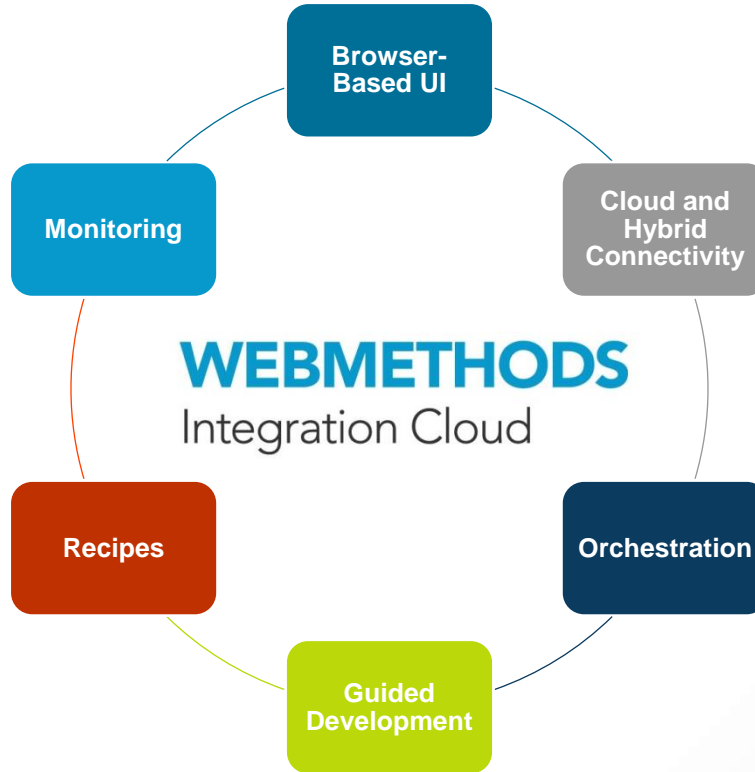 Browser-
Based UI
Monitoring
Cloud and
Hybrid
Connectivity
WEBMETHODS
Integration Cloud
Recipes
Orchestration
Guided
Development